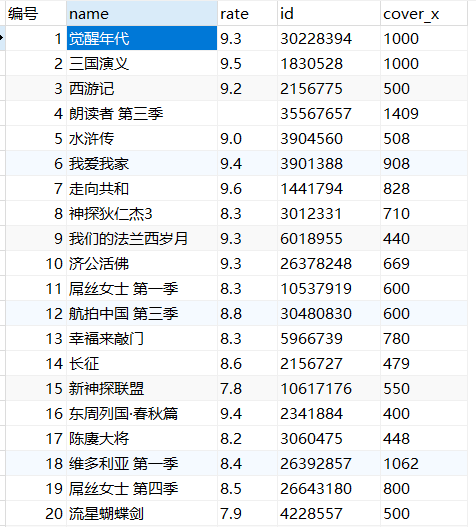 编号 name rate id cover_x
1 觉醒年代 9.3 30228394 1000
2 三国演义 9.5 1830528 1000
3 西游记 9.2 2156775 500
4 朗读者 第三季 35567657 1409
5 水浒传 9.0 3904560 508
6 我爱我家 9.4 3901388 908
7 走向共和 9.6 1441794 828
8 神探狄仁杰3 8.3 3012331 710
9 我们的法兰西岁月 9.3 6018955 440
10 济公活佛 9.3 26378248 669
11 屌丝女士 第一季 8.3 10537919 600
12 航拍中国 第三季 8.8 30480830 600
13 幸福来敲门 8.3 5966739 780
14 长征 8.6 2156727 479
15 新神探联盟 7.8 10617176 550
16 东周列国·春秋篇 9.4 2341884 400
17 陈赓大将 8.2 3060475 448
18 维多利亚 第一季 8.4 26392857 1062
19 屌丝女士 第四季 8.5 26643180 800
20 流星蝴蝶剑 7.9 4228557 500